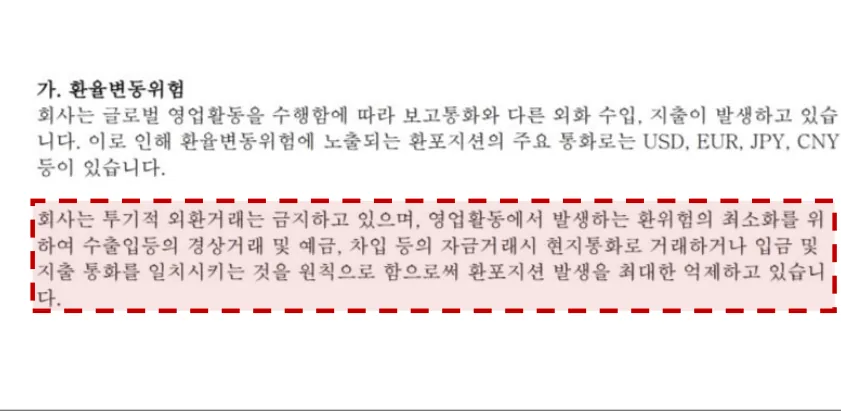 가. 환율변동위험
회사는 글로벌 영업활동을 수행함에 따라 보고통화와 다른 외화 수입, 지출이 발생하고 있습
니다. 이로 인해 환율변동위험에 노출되는 환포지션의 주요 통화로는 USD, EUR, JPY, CNY
등이 있습니다.
회사는 투기적 외환거래는 금지하고 있으며, 영업활동에서 발생하는 환위험의 최소화를 위
하여 수출입등의 경상거래 및 예금, 차입 등의 자금거래시 현지통화로 거래하거나 입금 및
지출 통화를 일치시키는 것을 원칙으로 함으로써 환포지션 발생을 최대한 억제하고 있습니
다.